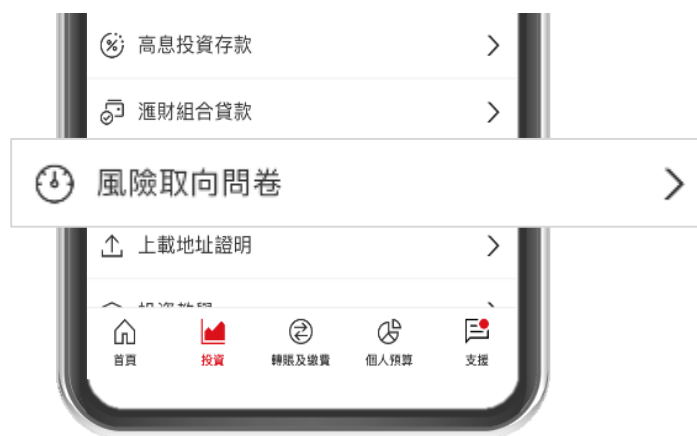 高息投資存款
滙財組合貸款
風險取向問卷
上載地址證明
首頁
投資
轉賬及繳費
個人預算
支援